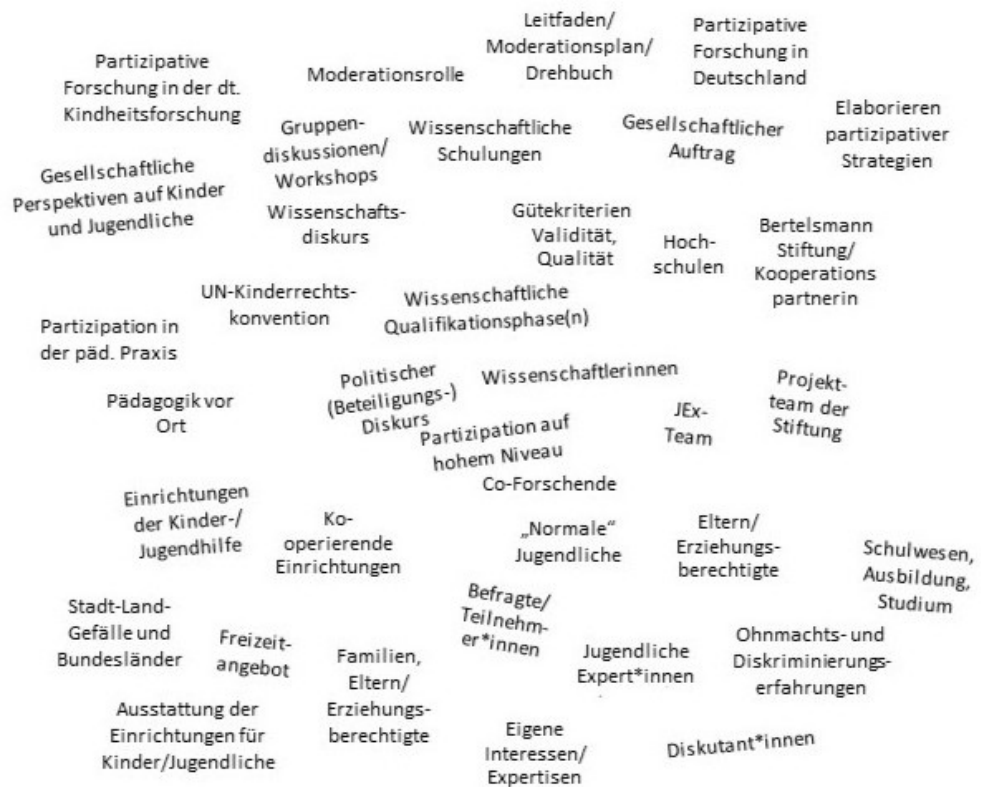 Partizipative
Forschung in der dt.
Kindheitsforschung
Moderationsrolle
Leitfaden/
Moderationsplan/
Drehbuch
Partizipative
Forschung in
Deutschland
Gesellschaftliche
Perspektiven auf Kinder
und Jugendliche
Gruppen-
diskussionen/
Workshops
Wissenschaftliche
Schulungen
Gesellschaftlicher
Auftrag
Elaborieren
partizipativer
Strategien
Wissenschafts-
diskurs
Gütekriterien
Validität,
Qualität
Hoch-
schulen
Bertelsmann
Stiftung/
Kooperations
partnerin
Partizipation in
der päd. Praxis
UN-Kinderrechts-
konvention
Wissenschaftliche
Qualifikationsphase(n)
Pädagogik vor
Ort
Politischer
(Beteiligungs-)
Diskurs
Wissenschaftlerinnen
JEx-
Team
Projekt-
team der
Stiftung
Partizipation auf
hohem Niveau
Co-Forschende
Einrichtungen
der Kinder-/
Jugendhilfe
Ko-
operierende
Einrichtungen
„Normale“
Jugendliche
Eltern/
Erziehungs-
berechtigte
Schulwesen,
Ausbildung,
Studium
Stadt-Land-
Gefälle und
Bundesländer
Freizeit-
angebot
Familien,
Eltern/
Erziehungs-
berechtigte
Befragte/
Teilnehm-
er*innen
Jugendliche
Expert*innen
Ohnmachts- und
Diskriminierungs-
erfahrungen
Ausstattung der
Einrichtungen für
Kinder/Jugendliche
Eigene
Interessen/
Expertisen
Diskutant*innen